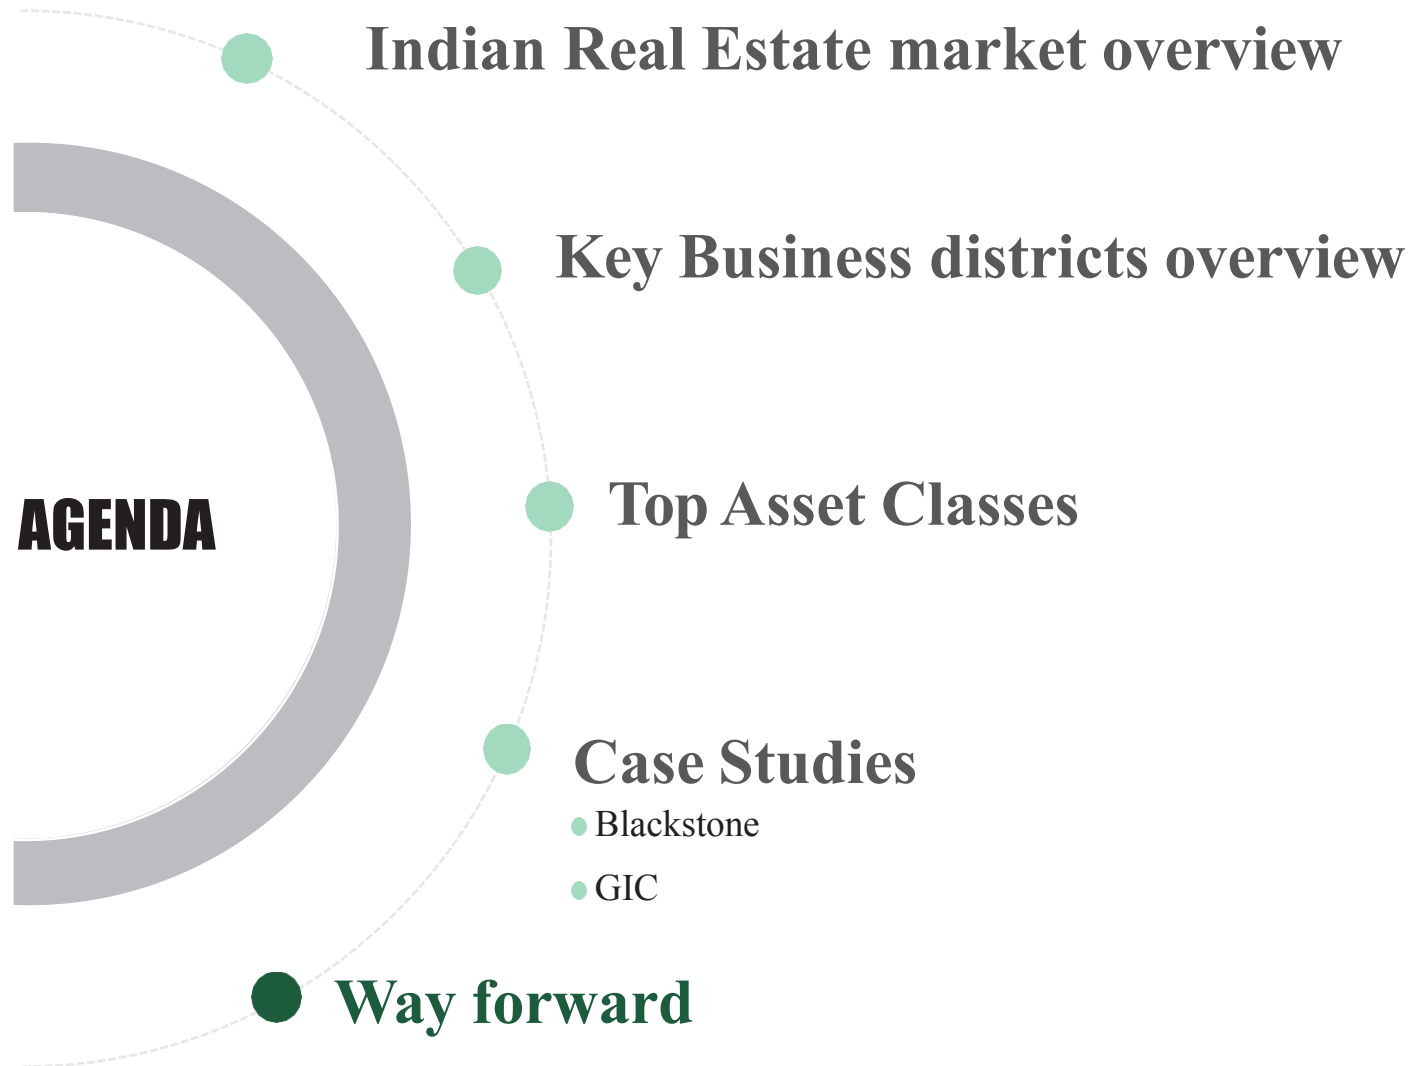 Indian Real Estate market overview
Key Business districts overview
AGENDA
Top Asset Classes
Case Studies
Blackstone
GIC
Way forward